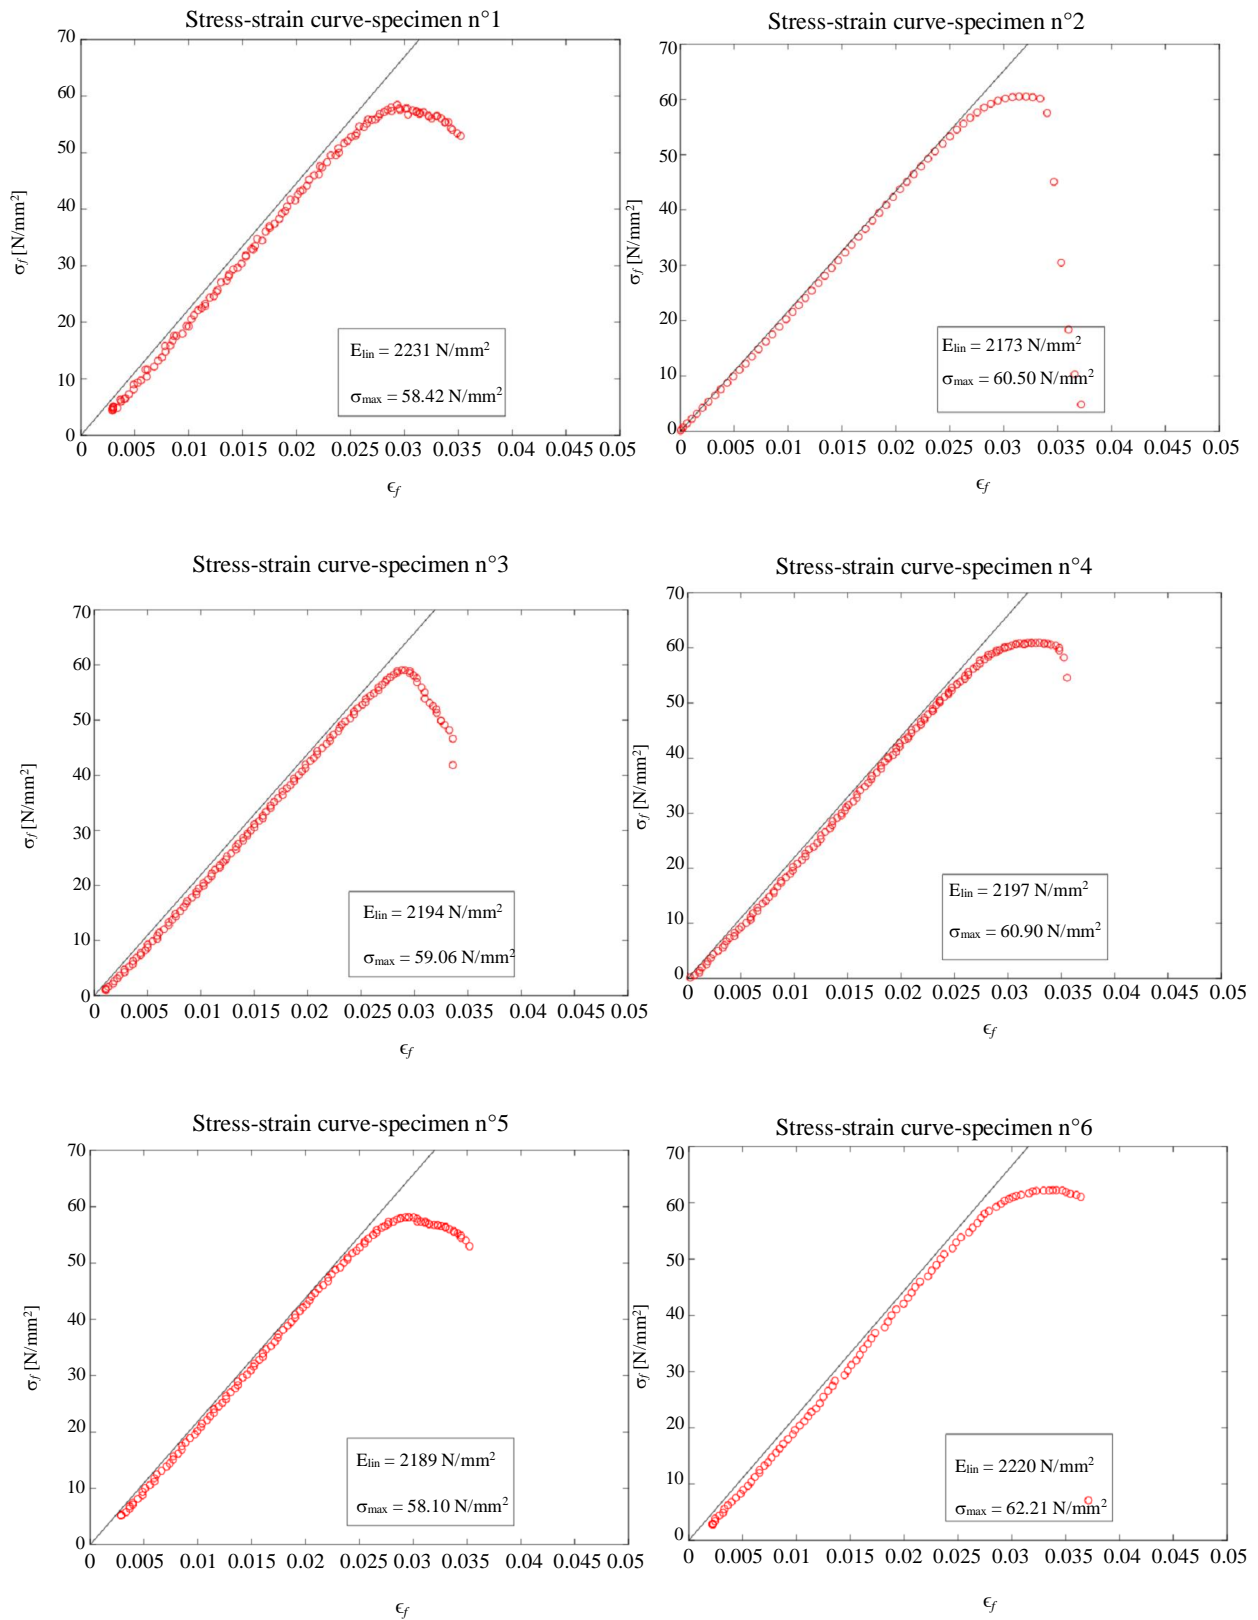 Stress-strain curve-specimen n°1
70
60
50
40
30
20
10
0
σf [N/mm²]
Elin = 2231 N/mm²
σmax = 58.42 N/mm²
0.005 0.01 0.015 0.02 0.025 0.03 0.035 0.04 0.045 0.05
ϵf
Stress-strain curve-specimen n°2
70
60
50
40
30
20
10
0
σf [N/mm²]
Elin = 2173 N/mm²
σmax = 60.50 N/mm²
0 0.005 0.01 0.015 0.02 0.025 0.03 0.035 0.04 0.045 0.05
ϵf
Stress-strain curve-specimen n°3
70
60
50
40
30
20
10
0
σf [N/mm²]
Elin = 2194 N/mm²
σmax = 59.06 N/mm²
0 0.005 0.01 0.015 0.02 0.025 0.03 0.035 0.04 0.045 0.05
ϵf
Stress-strain curve-specimen n°4
70
60
50
40
30
20
10
0
σf [N/mm²]
Elin = 2197 N/mm²
σmax = 60.90 N/mm²
0 0.005 0.01 0.015 0.02 0.025 0.03 0.035 0.04 0.045 0.05
ϵf
Stress-strain curve-specimen n°5
70
60
50
40
30
20
10
0
σf [N/mm²]
Elin = 2189 N/mm²
σmax = 58.10 N/mm²
0 0.005 0.01 0.015 0.02 0.025 0.03 0.035 0.04 0.045 0.05
ϵf
Stress-strain curve-specimen n°6
70
60
50
40
30
20
10
0
σf [N/mm²]
Elin = 2220 N/mm²
σmax = 62.21 N/mm²
0 0.005 0.01 0.015 0.02 0.025 0.03 0.035 0.04 0.045 0.05
ϵf